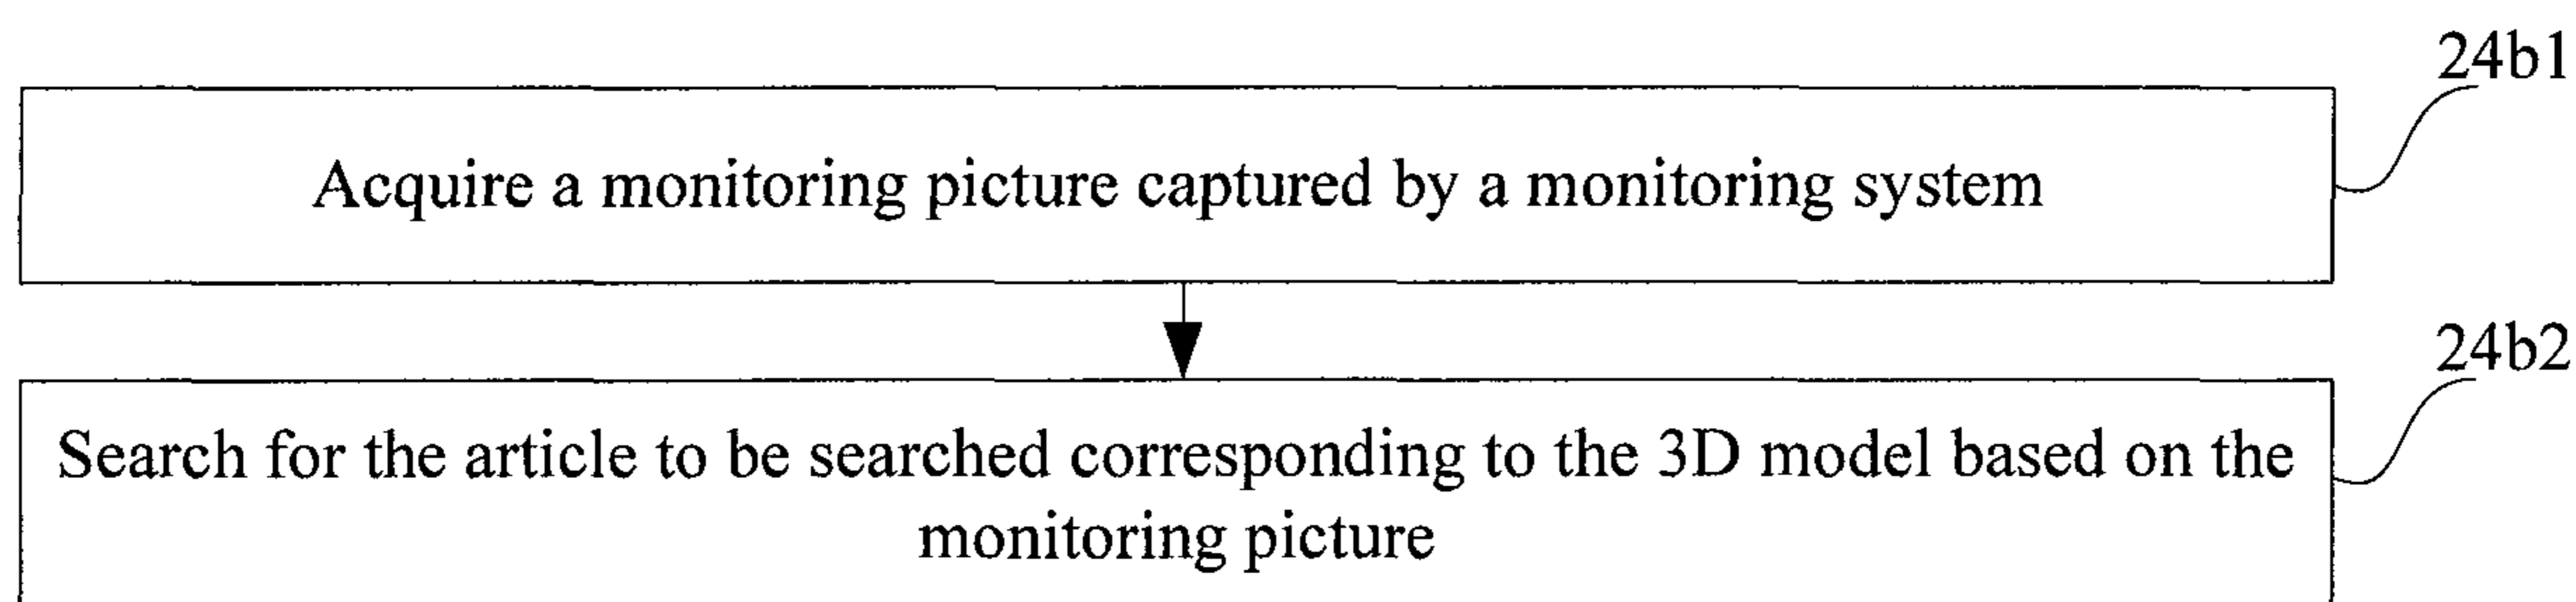 24b1
Acquire a monitoring picture captured by a monitoring system
24b2
Search for the article to be searched corresponding to the 3D model based on the
monitoring picture